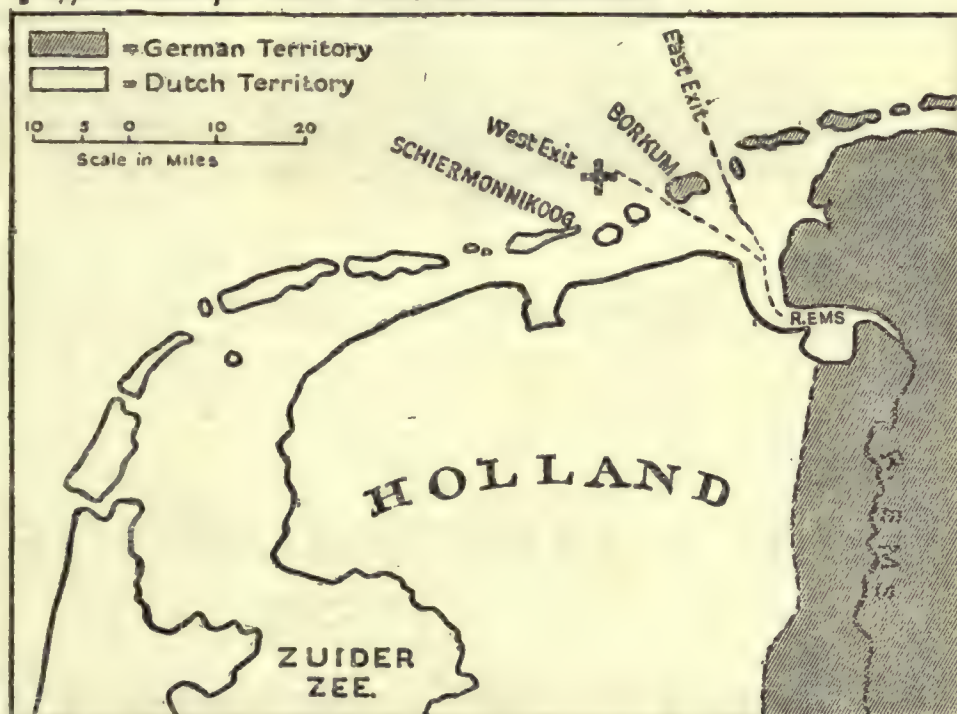 = German Territory
= Dutch Territory
10 5 0 10 20
Scale in Miles
East Exit
West Exit
BORKUM
SCHIERMONNIKOOG
R.EMS
HOLLAND
R. EMS
ZUIDER
ZEE.